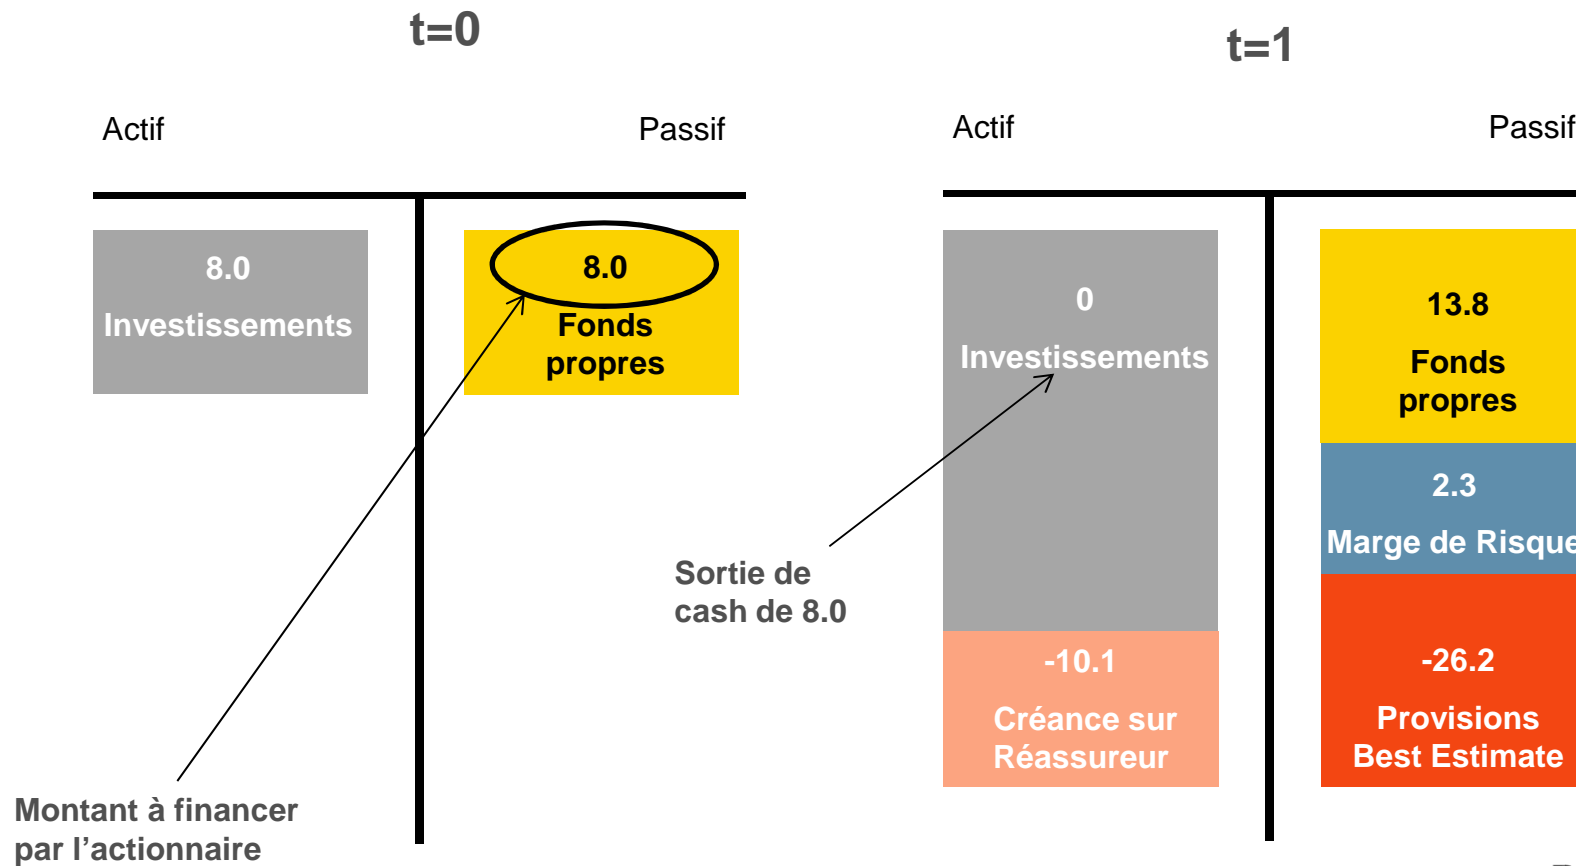 t=0
Actif
Passif
8.0
Investissements
8.0
Fonds
propres
Montant à financer
par l'actionnaire
t=1
Actif
Passif
0
Investissements
Sortie de
cash de 8.0
-10.1
Créance sur
Réassureur
13.8
Fonds
propres
2.3
Marge de Risque
-26.2
Provisions
Best Estimate